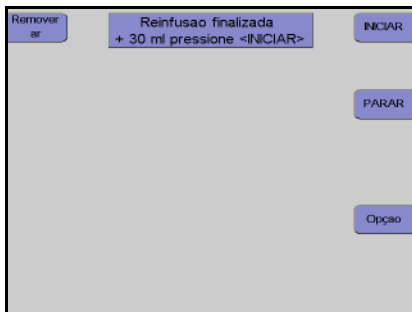 Remover
ar
Reinfusao finalizada
+ 30 ml pressione <INICIAR>
INICIAR
PARAR
Opçao